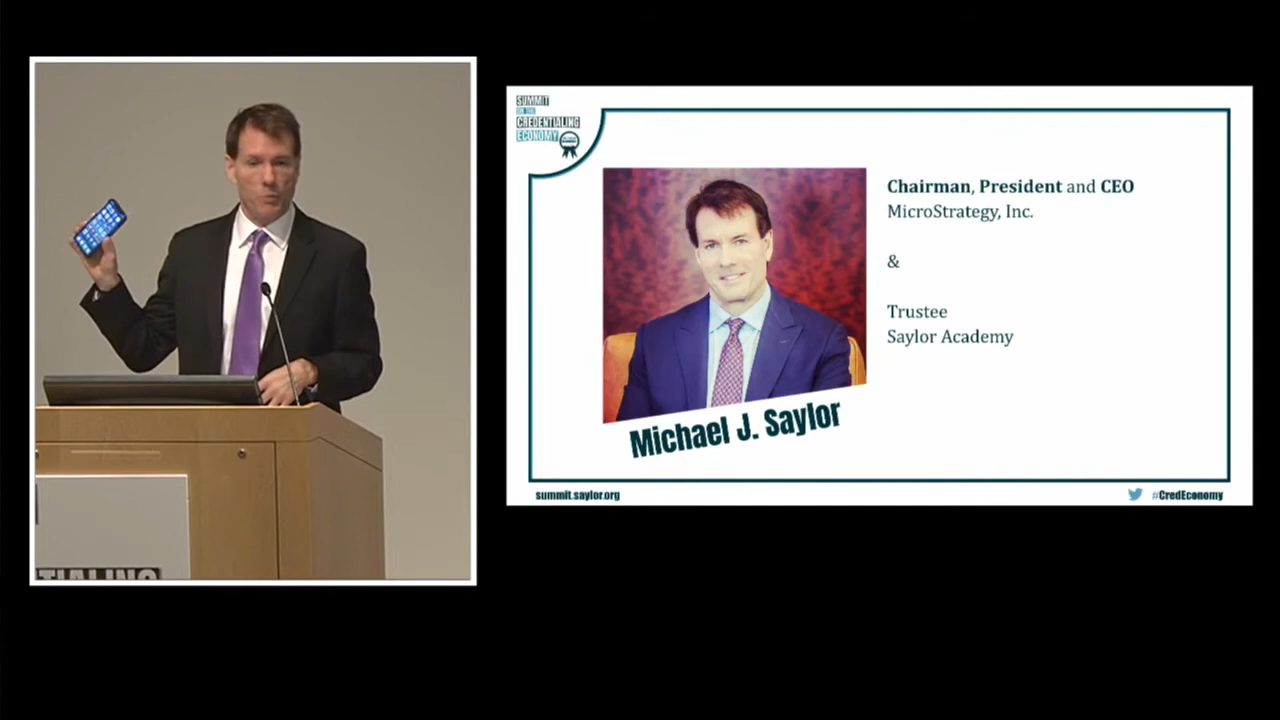 SUMMIT
ON THE
CREDENTIALING
ECONOMY
Chairman, President and CEO
MicroStrategy, Inc.
&
Trustee
Saylor Academy
Michael J. Saylor
summit.saylor.org
#CredEconomy